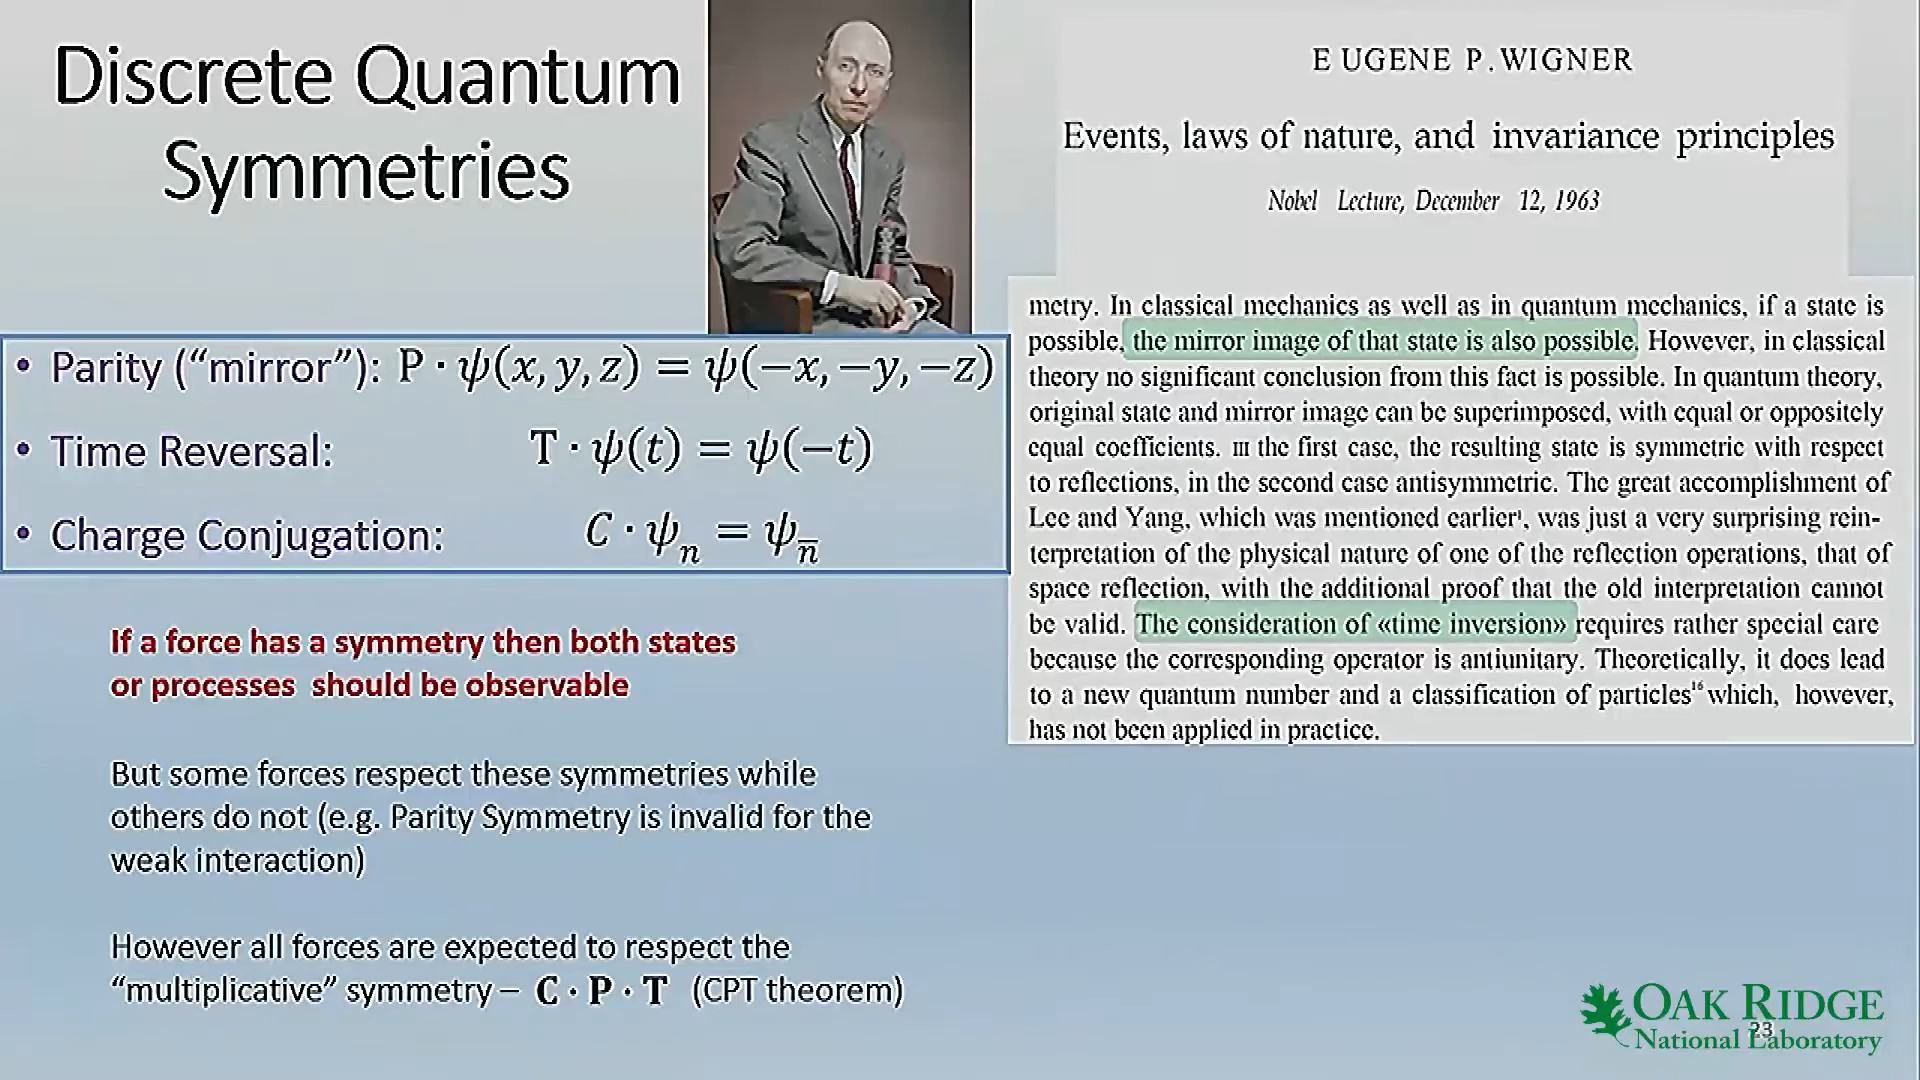 Discrete Quantum
Symmetries
• Parity (“mirror”): P · ψ(x, y, z) = ψ(−x, −y, −z)
• Time Reversal: T · ψ(t) = ψ(−t)
• Charge Conjugation: C · ψₙ = ψ_n̅
If a force has a symmetry then both states
or processes should be observable
But some forces respect these symmetries while
others do not (e.g. Parity Symmetry is invalid for the
weak interaction)
However all forces are expected to respect the
“multiplicative” symmetry – C · P · T (CPT theorem)
EUGENE P. WIGNER
Events, laws of nature, and invariance principles
Nobel Lecture, December 12, 1963
metry. In classical mechanics as well as in quantum mechanics, if a state is
possible, the mirror image of that state is also possible. However, in classical
theory no significant conclusion from this fact is possible. In quantum theory,
original state and mirror image can be superimposed, with equal or oppositely
equal coefficients. III the first case, the resulting state is symmetric with respect
to reflections, in the second case antisymmetric. The great accomplishment of
Lee and Yang, which was mentioned earlier¹, was just a very surprising rein-
terpretation of the physical nature of one of the reflection operations, that of
space reflection, with the additional proof that the old interpretation cannot
be valid. The consideration of «time inversion» requires rather special care
because the corresponding operator is antiunitary. Theoretically, it does lead
to a new quantum number and a classification of particles¹⁶ which, however,
has not been applied in practice.
OAK RIDGE
National Laboratory
23